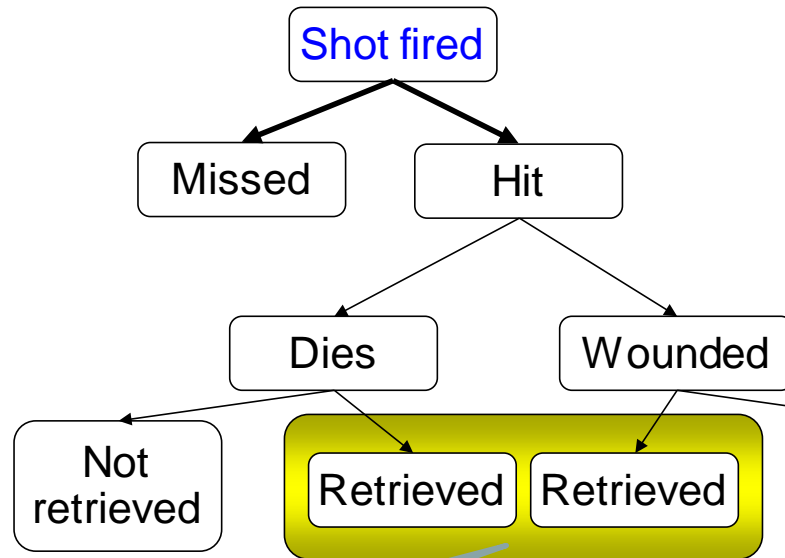 Shot fired
Missed
Hit
Dies
Wounded
Not
retrieved
Retrieved
Retrieved